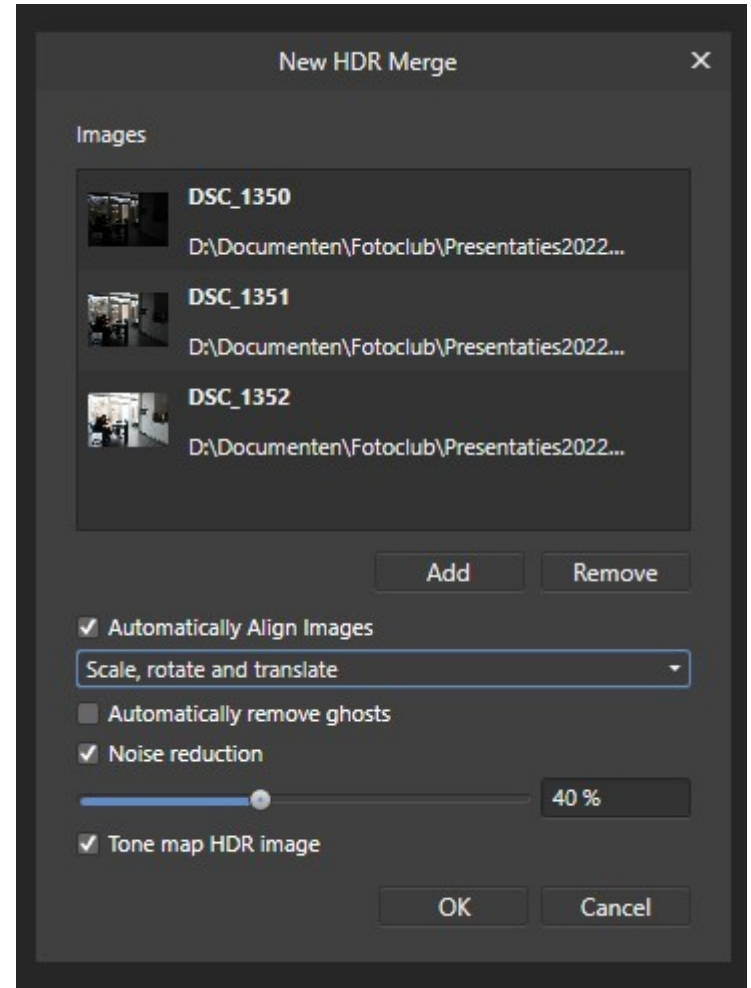 New HDR Merge
Images
DSC_1350
D:\Documenten\Fotoclub\Presentaties2022...
DSC_1351
D:\Documenten\Fotoclub\Presentaties2022...
DSC_1352
D:\Documenten\Fotoclub\Presentaties2022...
Add Remove
Automatically Align Images
Scale, rotate and translate
Automatically remove ghosts
Noise reduction
40 %
Tone map HDR image
OK Cancel